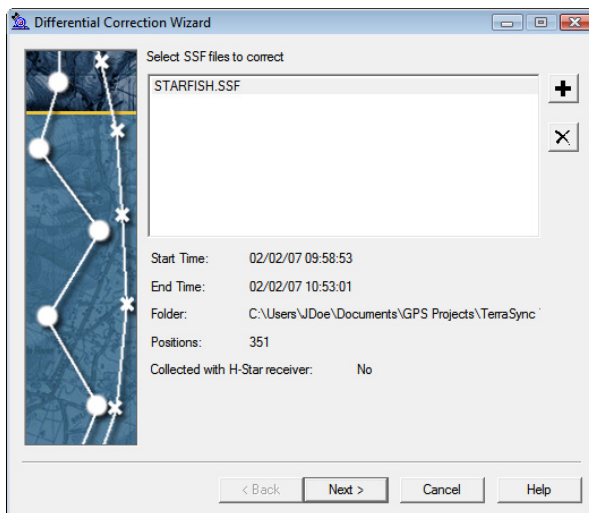 Differential Correction Wizard
Select SSF files to correct
STARFISH.SSF
Start Time: 02/02/07 09:58:53
End Time: 02/02/07 10:53:01
Folder: C:\Users\JDoe\Documents\GPS Projects\TerraSync
Positions: 351
Collected with H-Star receiver: No
< Back Next > Cancel Help